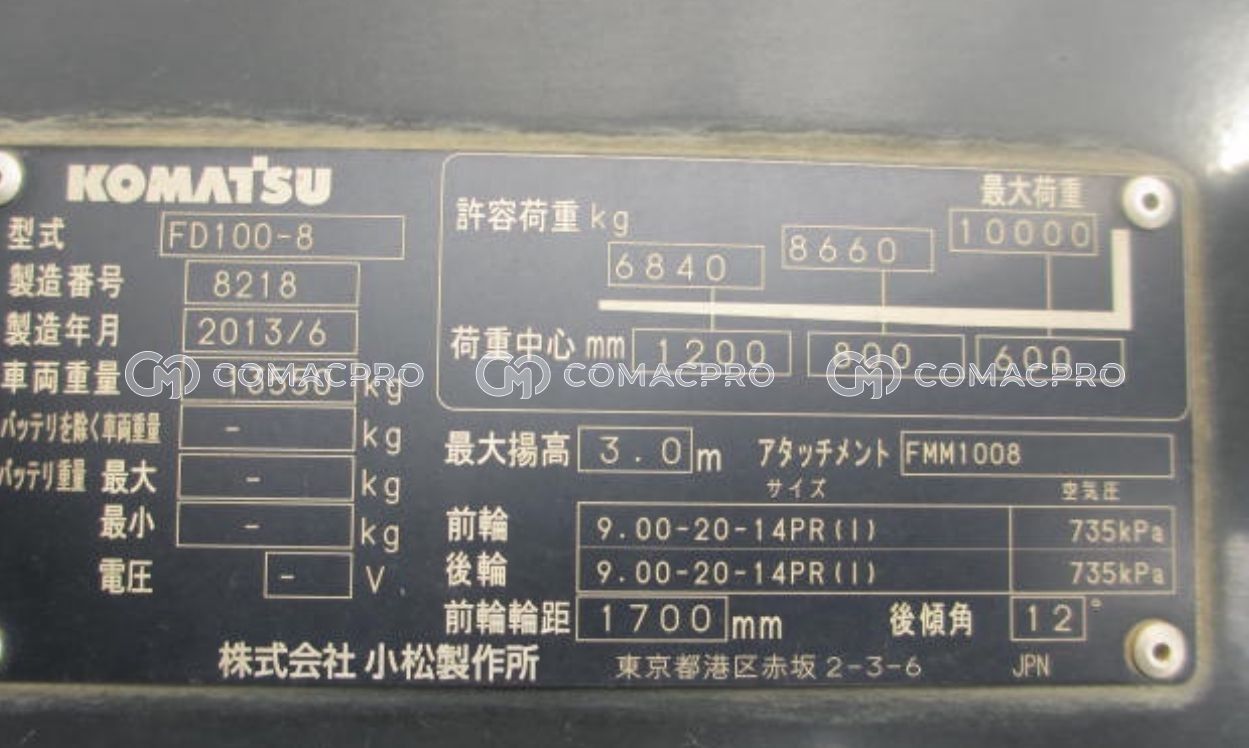 KOMATSU
型式 FD100-8
製造番号 8218
製造年月 2013/6
車両重量 kg
バッテリを除く車両重量 - kg
バッテリ重量 最大 - kg
最小 - kg
電圧 - V
許容荷重 kg 6840 8660 最大荷重 10000
荷重中心 mm 1200 800 600
COMACPRO COMACPRO COMACPRO
最大揚高 3.0 m アタッチメント FMM1008
サイズ 空気圧
前輪 9.00-20-14PR(I) 735kPa
後輪 9.00-20-14PR(I) 735kPa
前輪輪距 1700 mm 後傾角 12°
株式会社 小松製作所 東京都港区赤坂 2-3-6 JPN